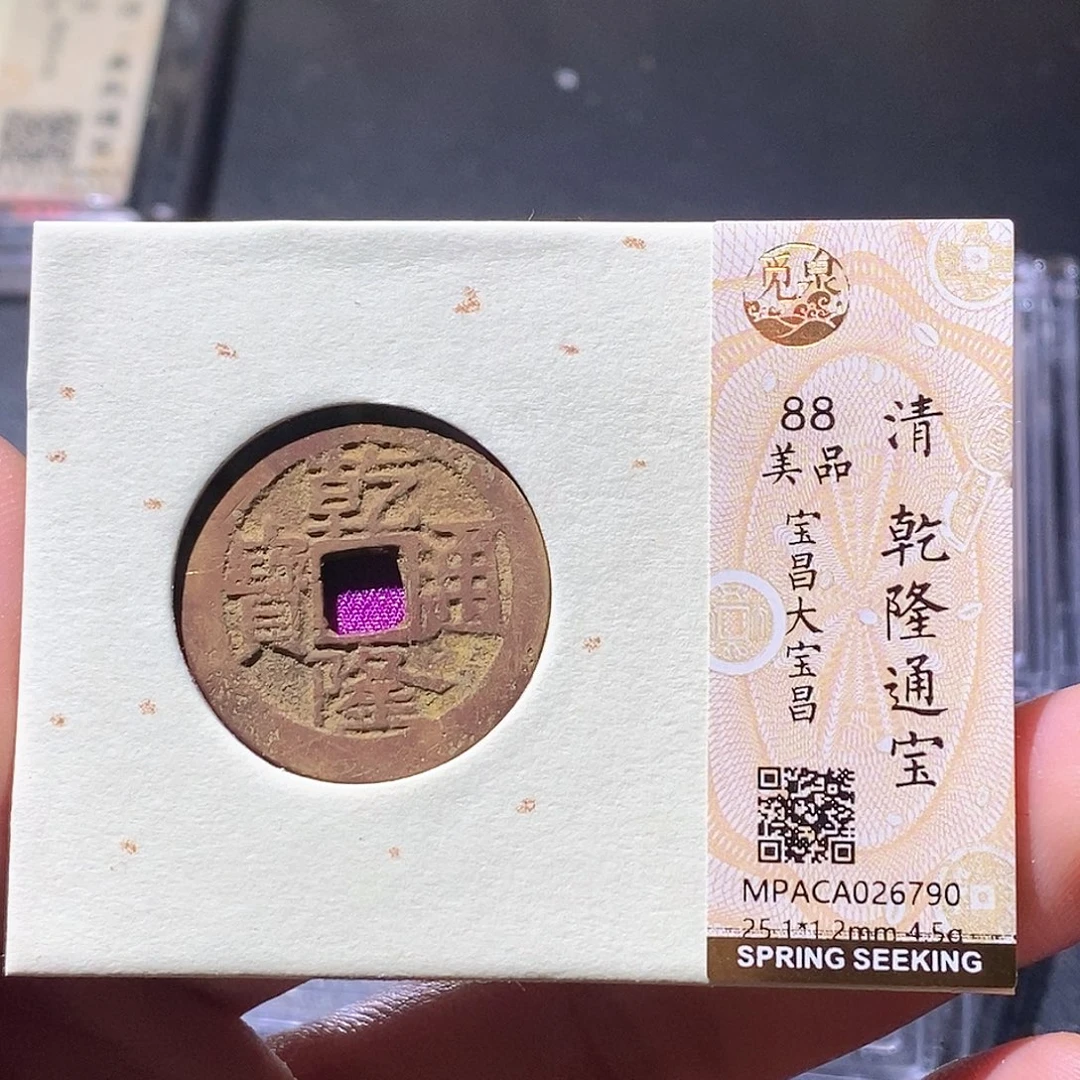 乾隆通寶
觅泉
清 乾隆通宝
88
美品
宝昌大宝昌
MPACA026790
25.1*1.2mm 4.5g
SPRING SEEKING